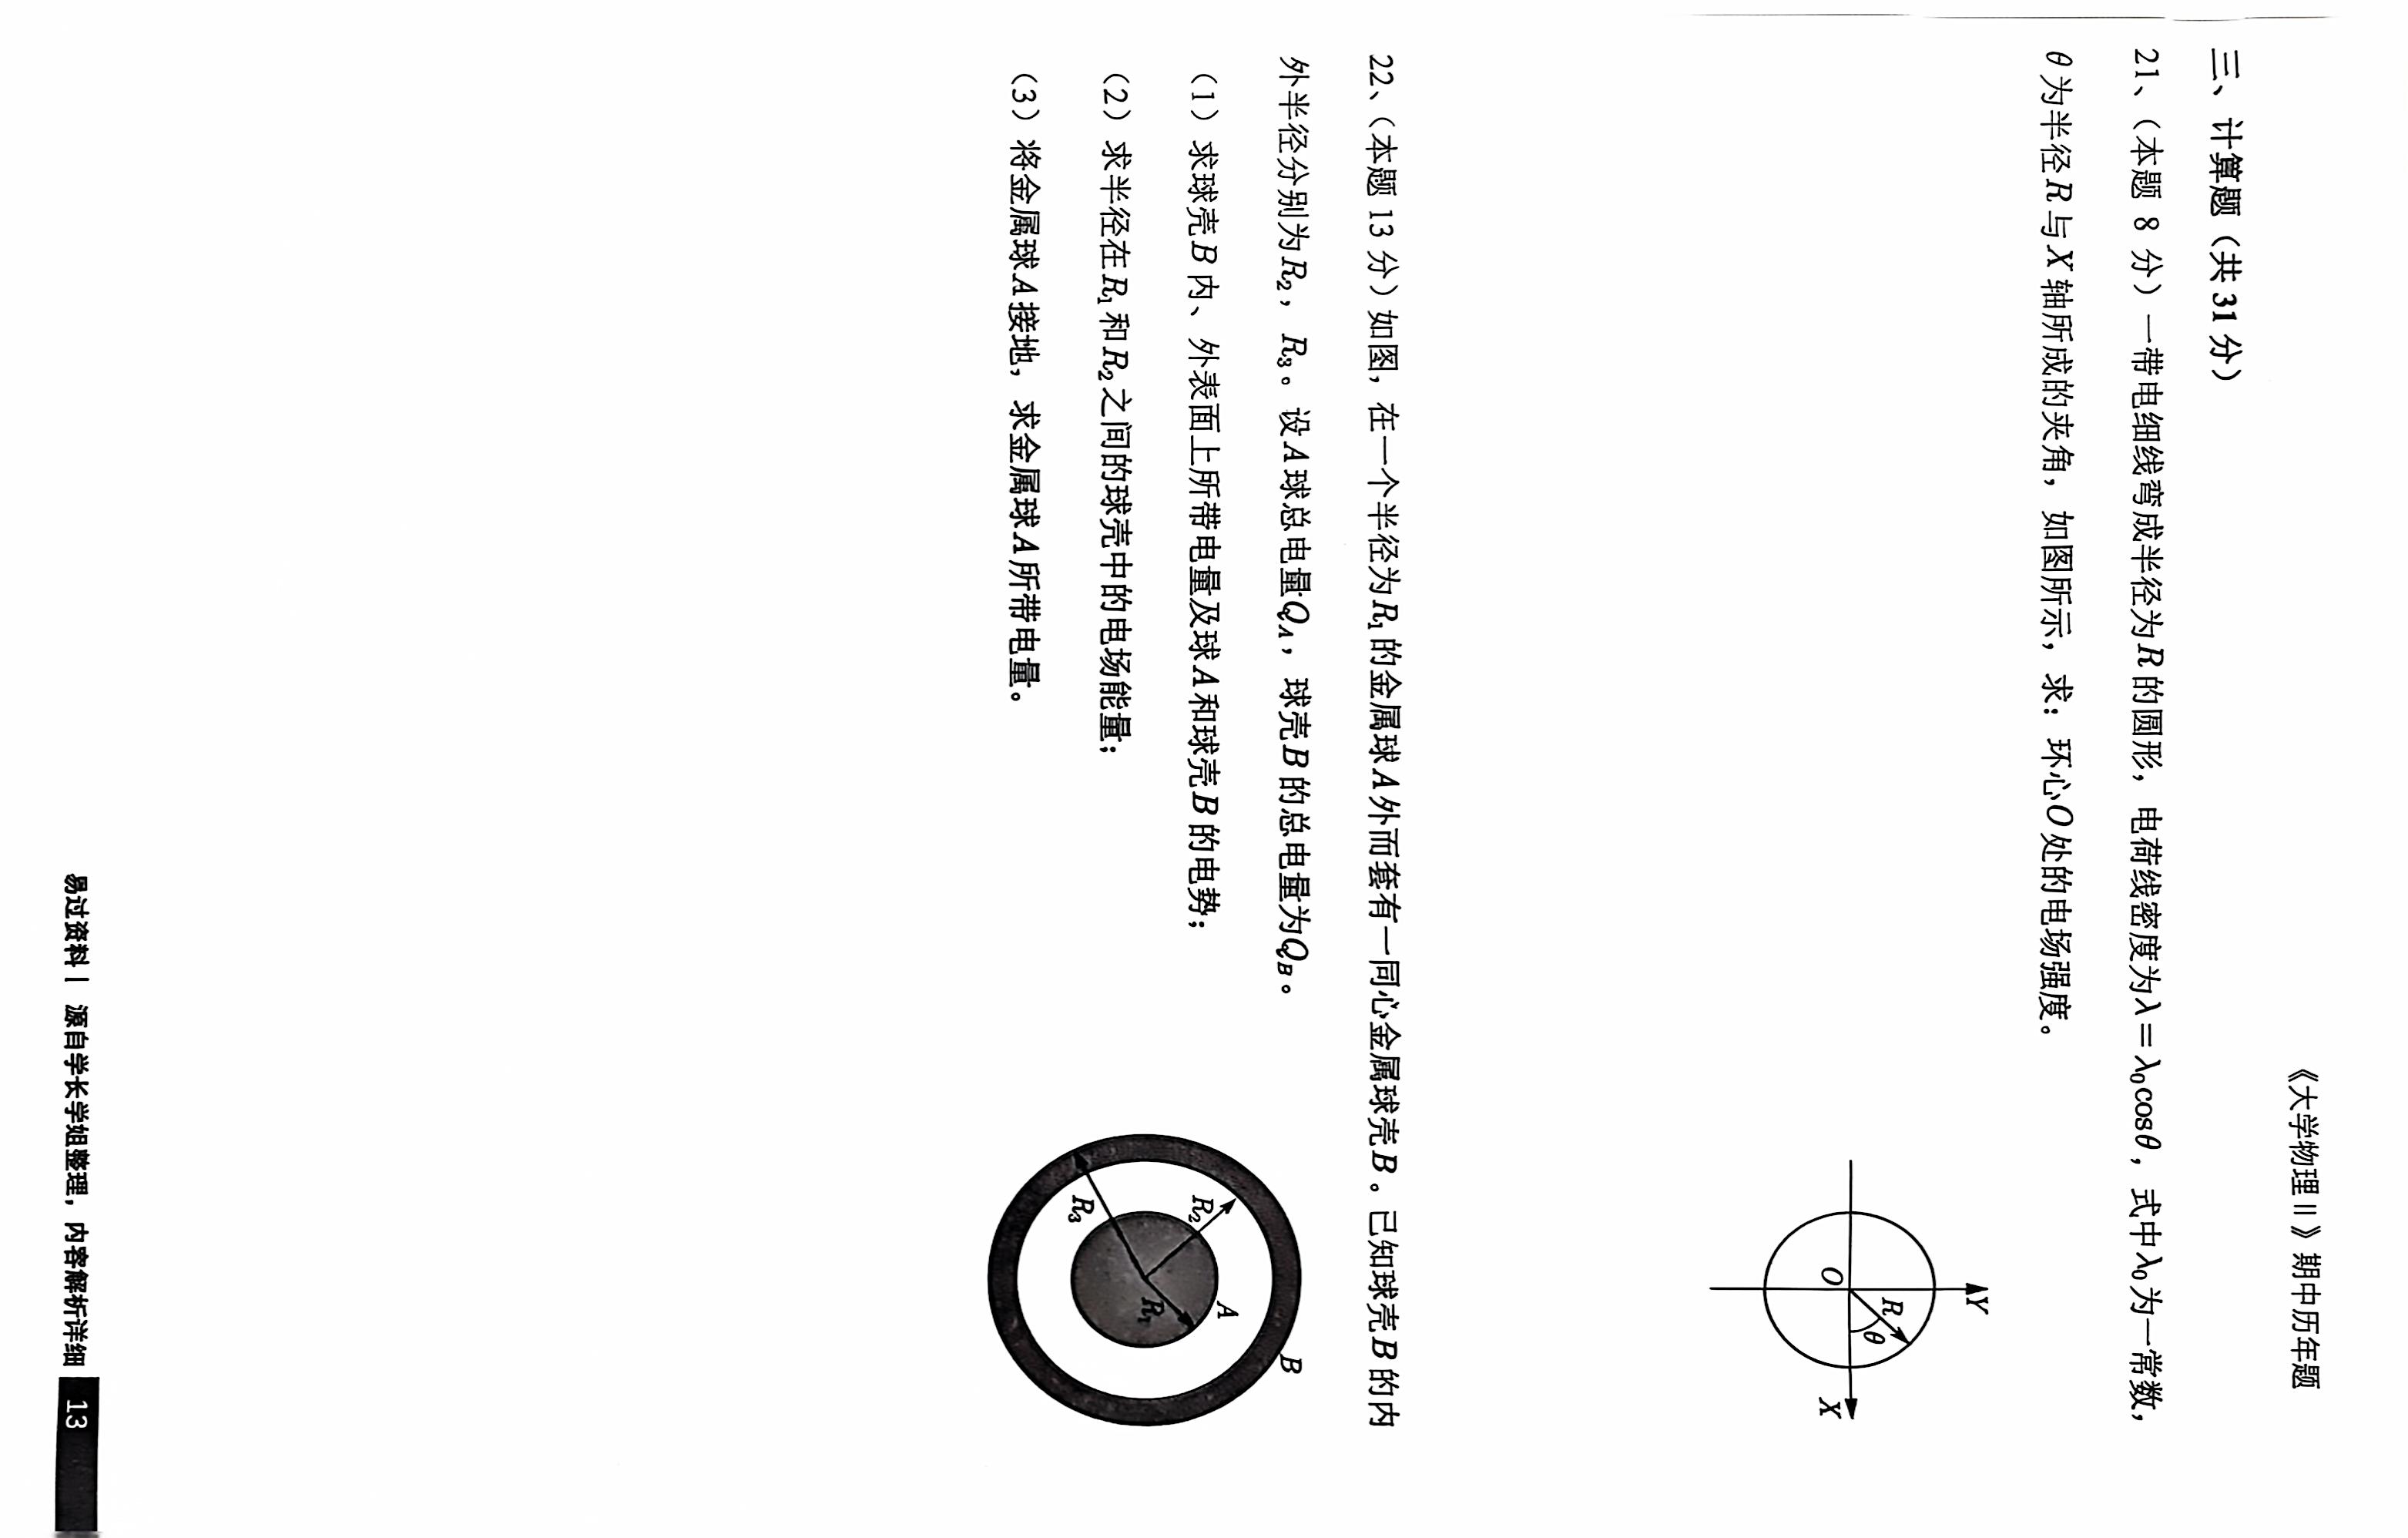 《大学物理Ⅱ》期中历年题
三、计算题（共 31 分）
21、（本题 8 分）一带电细线弯成半径为R的圆形，电荷线密度为λ=λ₀cosθ，式中λ₀为一常数，
θ为半径R与X轴所成的夹角，如图所示，求：环心O处的电场强度。
Y
R
θ
O
X
22、（本题 13 分）如图，在一个半径为R₁的金属球A外而套有一同心金属球壳B。已知球壳B的内
外半径分别为R₂，R₃。设A球总电量Q_A，球壳B的总电量为Q_B。
（1）求球壳B内、外表面上所带电量及球A和球壳B的电势；
（2）求半径在R₁和R₂之间的球壳中的电场能量；
（3）将金属球A接地，求金属球A所带电量。
B
A
R₂
R₁
R₃
易过资料 | 源自学长学姐整理，内容解析详细 13